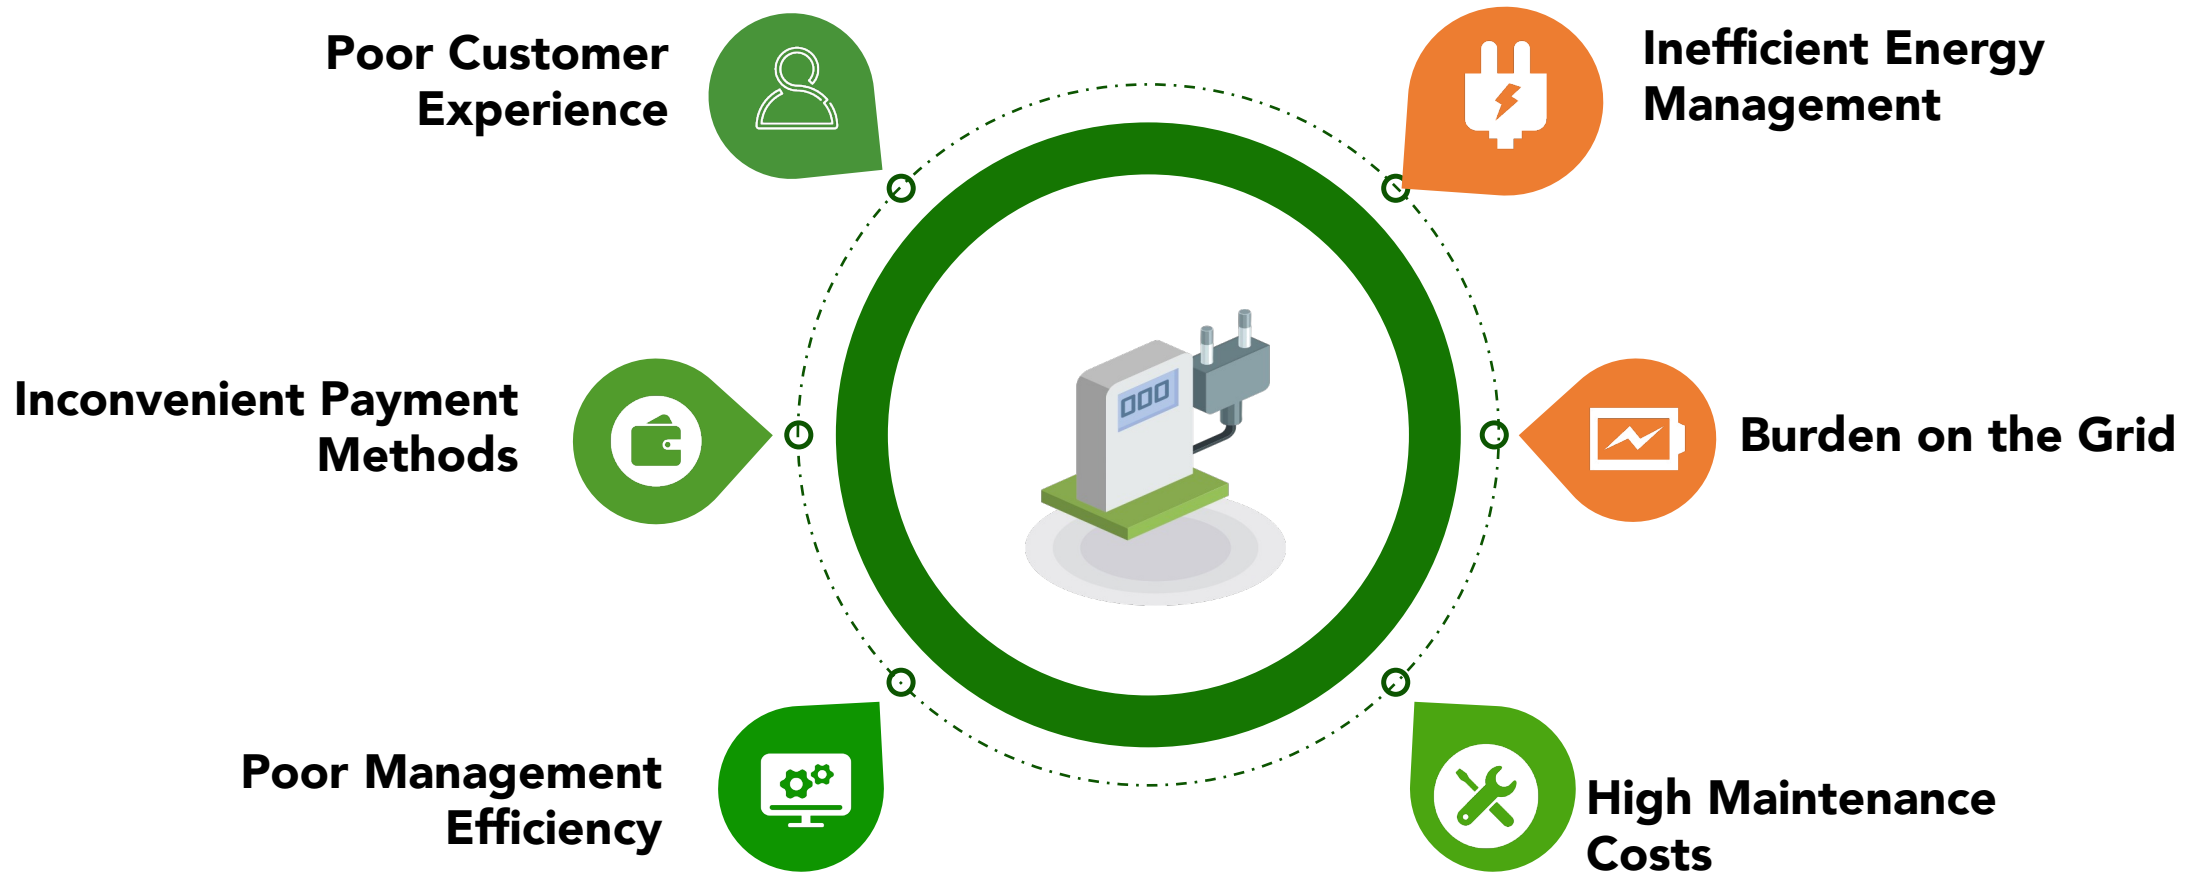 Poor Customer
Experience
Inefficient Energy
Management
Inconvenient Payment
Methods
Burden on the Grid
Poor Management
Efficiency
High Maintenance
Costs
000